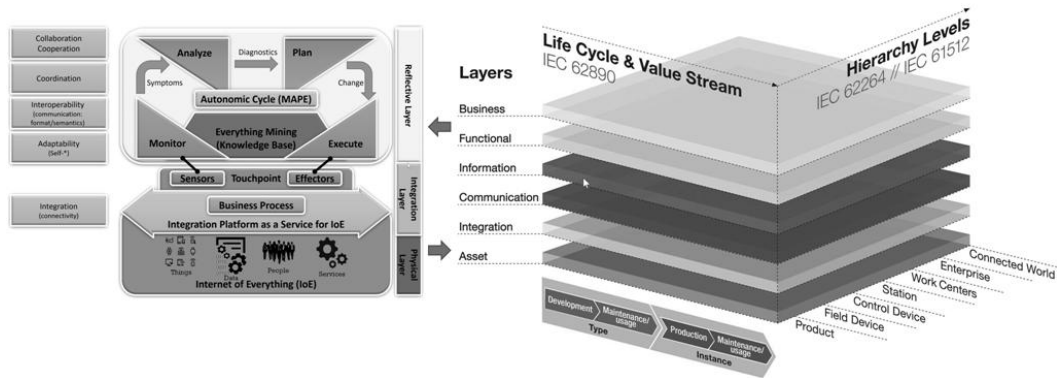 Collaboration
Cooperation
Coordination
Interoperability
(communication:
format/semantics)
Adaptability
(Self-*)
Integration
(connectivity)
Analyze
Diagnostics
Plan
Symptoms
Change
Autonomic Cycle (MAPE)
Everything Mining
(Knowledge Base)
Monitor
Execute
Sensors
Touchpoint
Effectors
Business Process
Integration Platform as a Service for IoE
Things
Data
People
Services
Internet of Everything (IoE)
Reflective Layer
Integration
Layer
Physical
Layer
Layers
Business
Functional
Information
Communication
Integration
Asset
Life Cycle & Value Stream
IEC 62890
Hierarchy Levels
IEC 62264 // IEC 61512
Development
Maintenance/
usage
Type
Production
Maintenance/
usage
Instance
Connected World
Enterprise
Work Centers
Station
Control Device
Field Device
Product